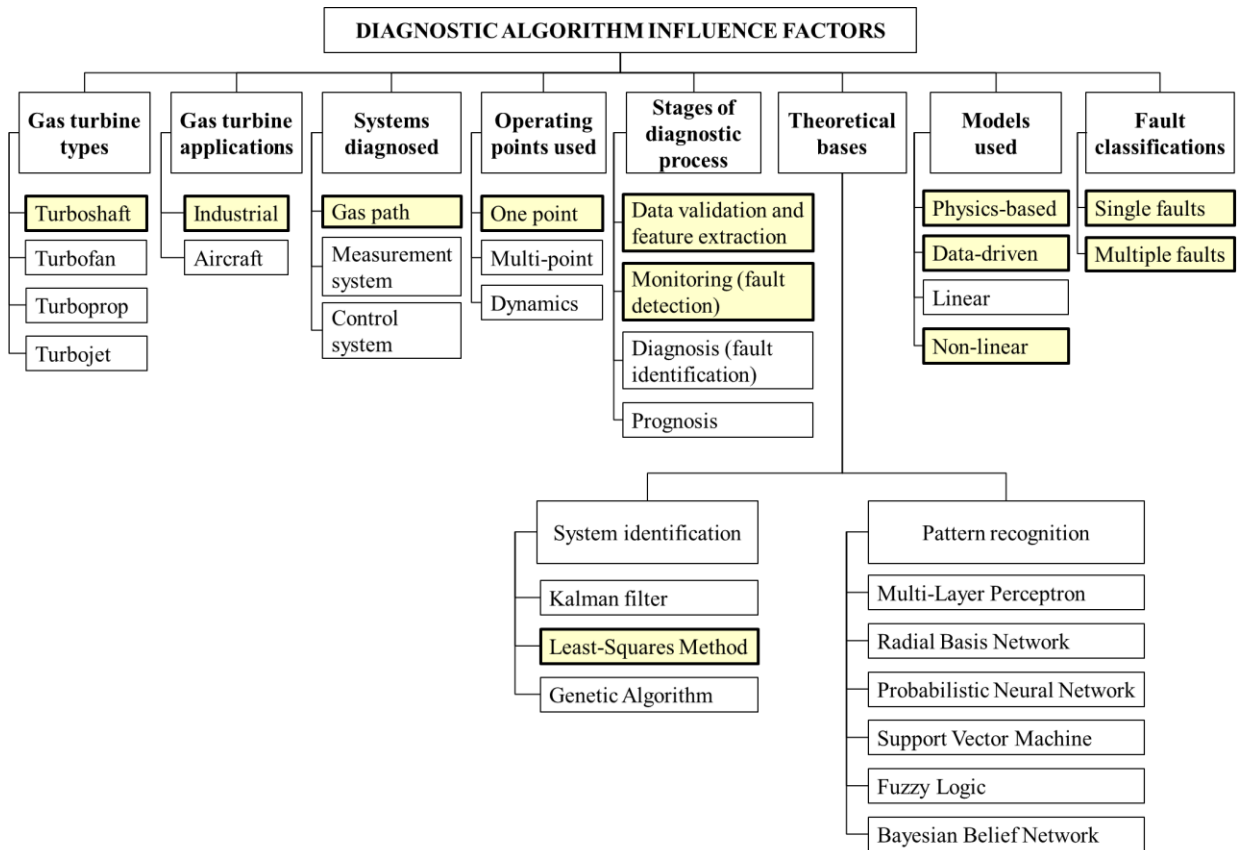 DIAGNOSTIC ALGORITHM INFLUENCE FACTORS
Gas turbine
types
Turboshaft
Turbofan
Turboprop
Turbojet
Gas turbine
applications
Industrial
Aircraft
Systems
diagnosed
Gas path
Measurement
system
Control
system
Operating
points used
One point
Multi-point
Dynamics
Stages of
diagnostic
process
Data validation and
feature extraction
Monitoring (fault
detection)
Diagnosis (fault
identification)
Prognosis
Theoretical
bases
Models
used
Physics-based
Data-driven
Linear
Non-linear
Fault
classifications
Single faults
Multiple faults
System identification
Kalman filter
Least-Squares Method
Genetic Algorithm
Pattern recognition
Multi-Layer Perceptron
Radial Basis Network
Probabilistic Neural Network
Support Vector Machine
Fuzzy Logic
Bayesian Belief Network